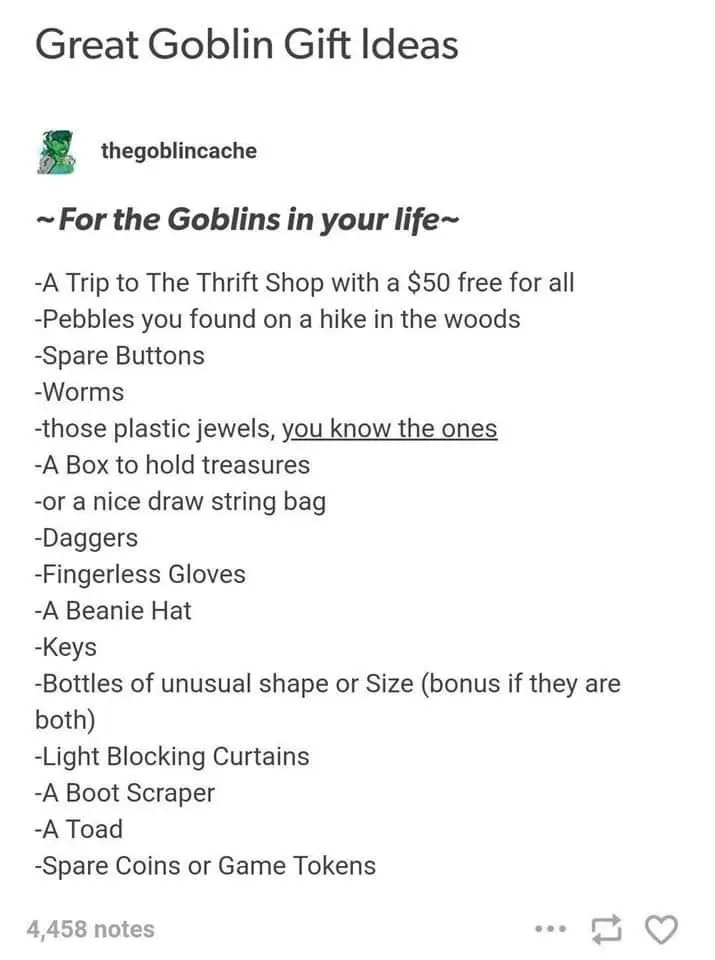 Great Goblin Gift Ideas
thegoblincache
~For the Goblins in your life~
-A Trip to The Thrift Shop with a $50 free for all
-Pebbles you found on a hike in the woods
-Spare Buttons
-Worms
-those plastic jewels, you know the ones
-A Box to hold treasures
-or a nice draw string bag
-Daggers
-Fingerless Gloves
-A Beanie Hat
-Keys
-Bottles of unusual shape or Size (bonus if they are
both)
-Light Blocking Curtains
-A Boot Scraper
-A Toad
-Spare Coins or Game Tokens
4,458 notes